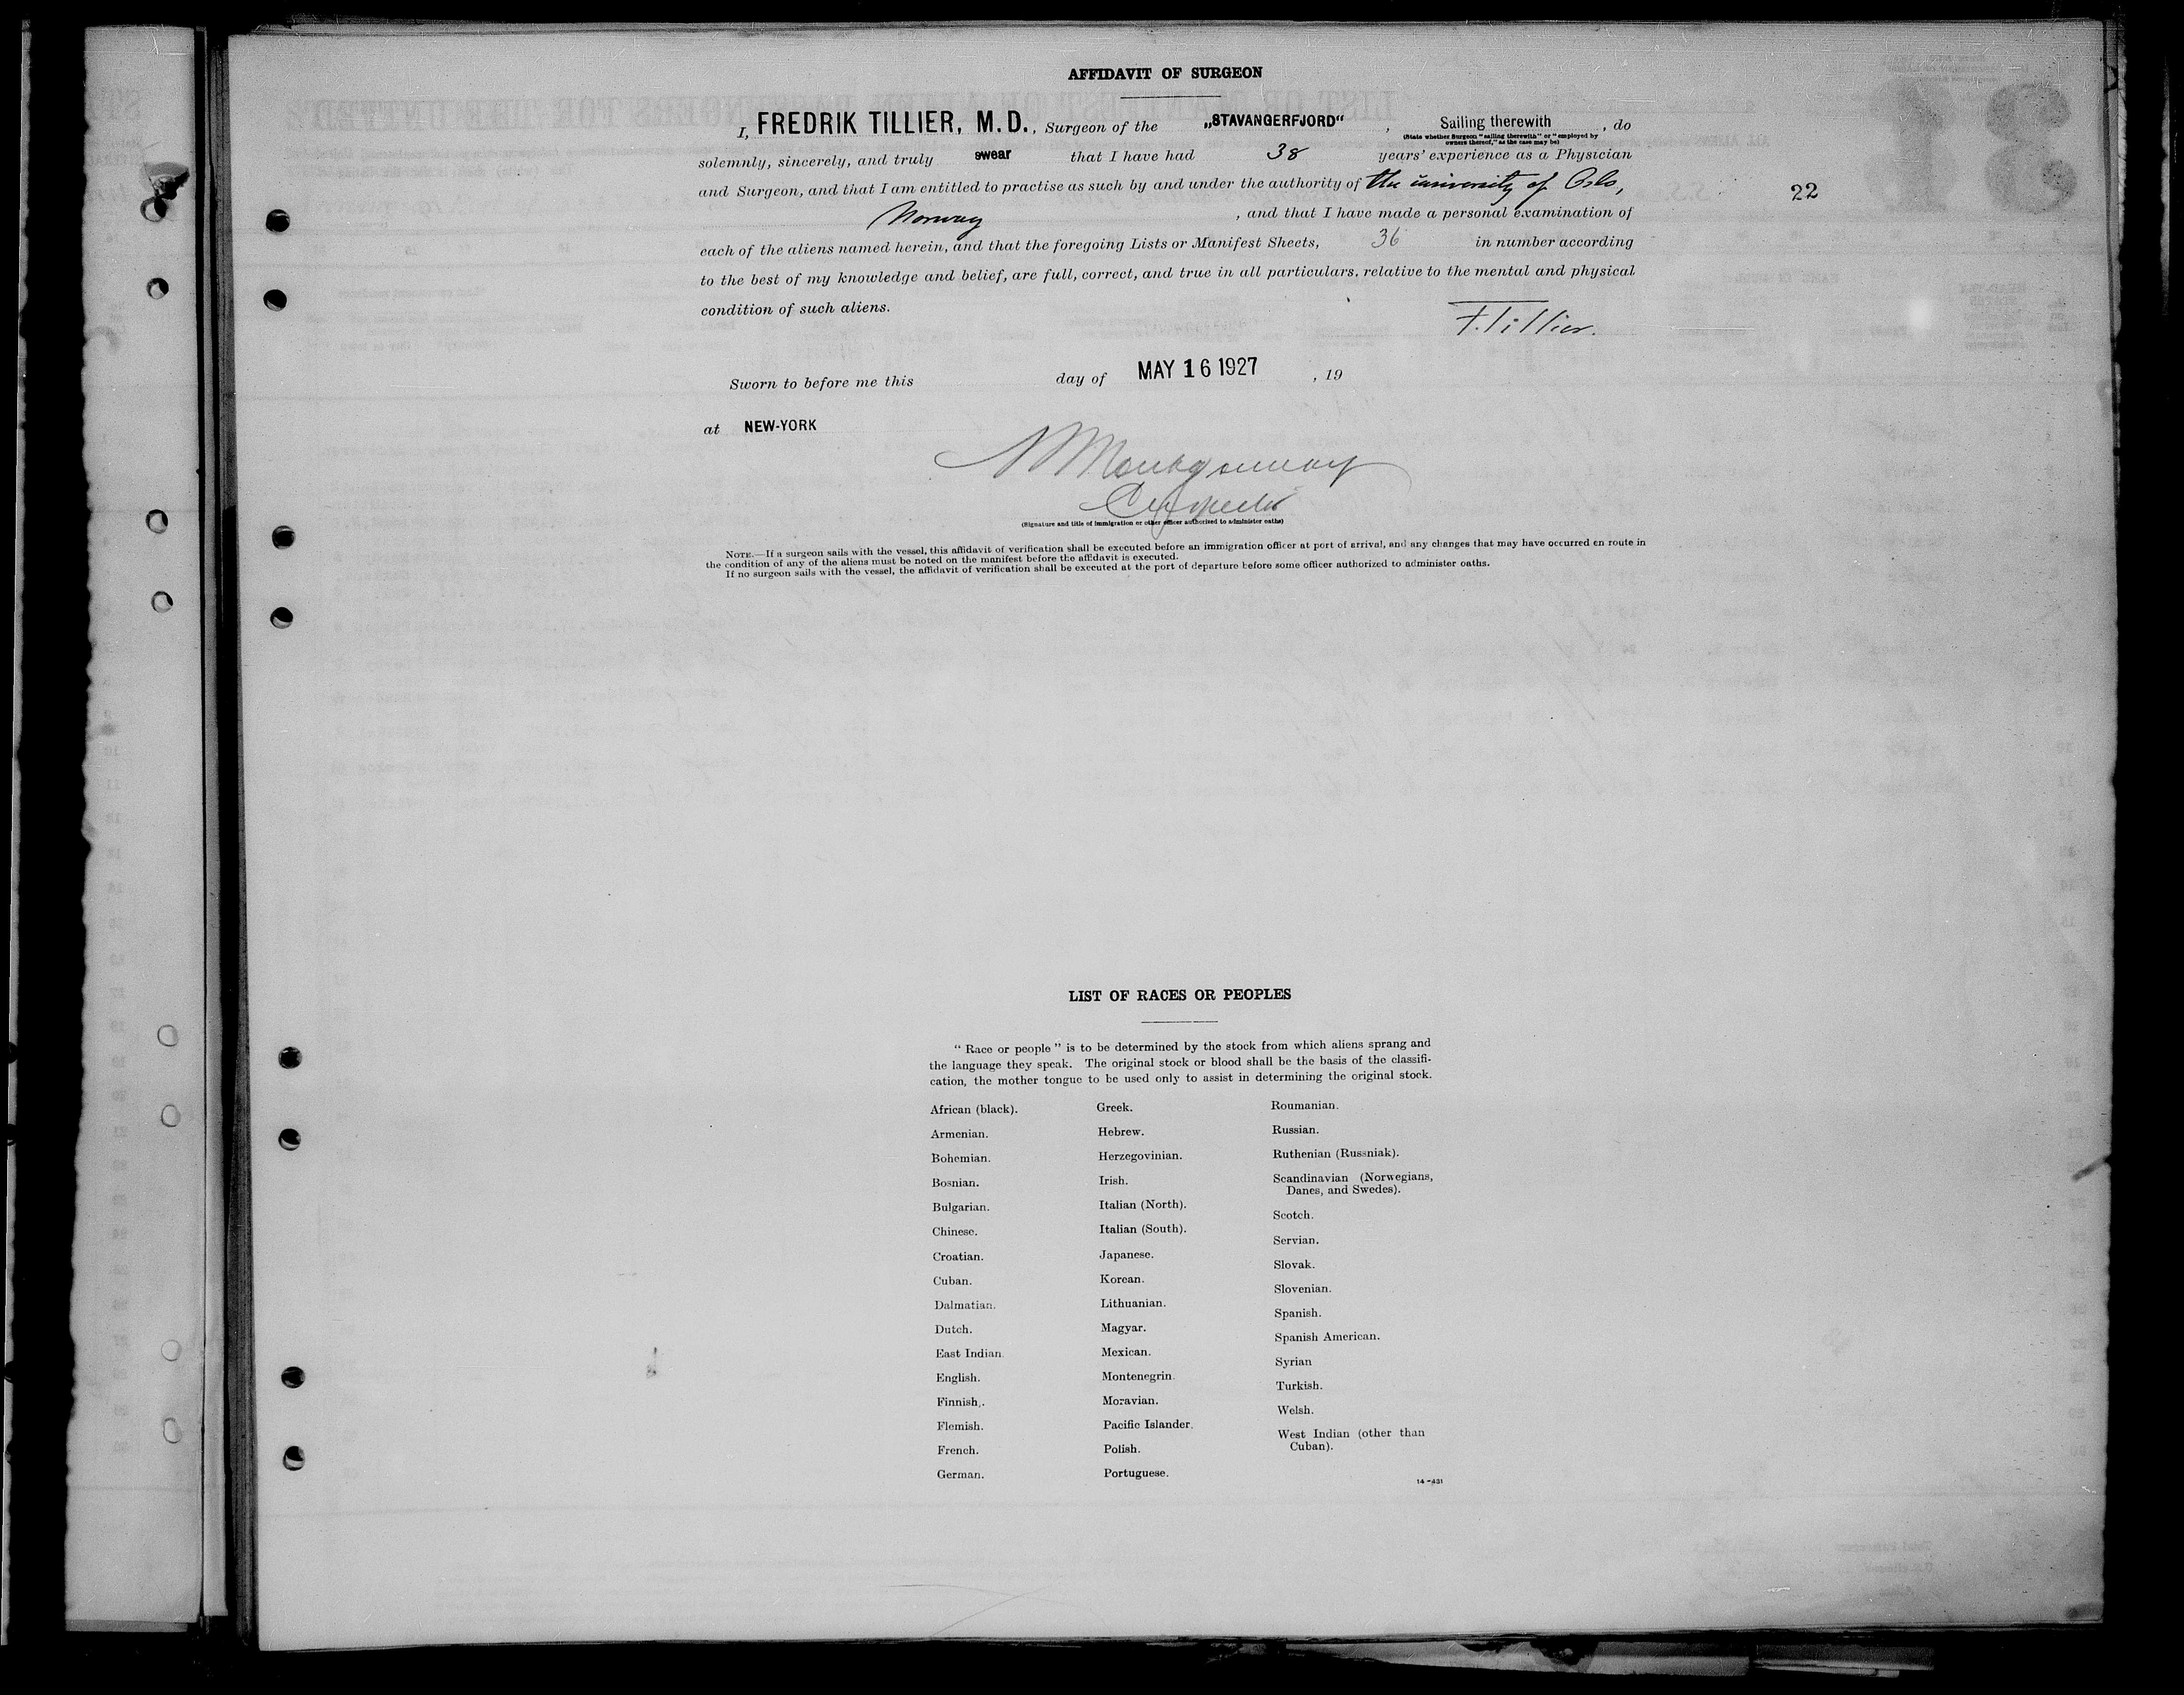 AFFIDAVIT OF SURGEON
I, FREDRIK TILLIER, M.D., Surgeon of the „STAVANGERFJORD“, Sailing therewith, do
(State whether Surgeon "sailing therewith" or "employed by
owners thereof," as the case may be)
solemnly, sincerely, and truly swear that I have had 38 years' experience as a Physician
and Surgeon, and that I am entitled to practise as such by and under the authority of the university of Oslo,
22
Norway, and that I have made a personal examination of
each of the aliens named herein, and that the foregoing Lists or Manifest Sheets, 36 in number according
to the best of my knowledge and belief, are full, correct, and true in all particulars, relative to the mental and physical
condition of such aliens.
F. Tillier.
Sworn to before me this day of MAY 16 1927, 19
at NEW-YORK
Montgomery
(Signature and title of immigration or other officer authorized to administer oaths)
NOTE.—If a surgeon sails with the vessel, this affidavit of verification shall be executed before an immigration officer at port of arrival, and any changes that may have occurred en route in
the condition of any of the aliens must be noted on the manifest before the affidavit is executed.
If no surgeon sails with the vessel, the affidavit of verification shall be executed at the port of departure before some officer authorized to administer oaths.
LIST OF RACES OR PEOPLES
"Race or people" is to be determined by the stock from which aliens sprang and
the language they speak. The original stock or blood shall be the basis of the classifi-
cation, the mother tongue to be used only to assist in determining the original stock.
African (black).
Armenian.
Bohemian.
Bosnian.
Bulgarian.
Chinese.
Croatian.
Cuban.
Dalmatian.
Dutch.
East Indian.
English.
Finnish.
Flemish.
French.
German.
Greek.
Hebrew.
Herzegovinian.
Irish.
Italian (North).
Italian (South).
Japanese.
Korean.
Lithuanian.
Magyar.
Mexican.
Montenegrin.
Moravian.
Pacific Islander.
Polish.
Portuguese.
Roumanian.
Russian.
Ruthenian (Russniak).
Scandinavian (Norwegians,
Danes, and Swedes).
Scotch.
Servian.
Slovak.
Slovenian.
Spanish.
Spanish American.
Syrian
Turkish.
Welsh.
West Indian (other than
Cuban).
14—431